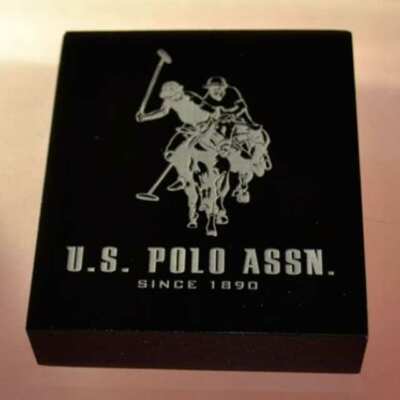 U.S. POLO ASSN.
SINCE 1890